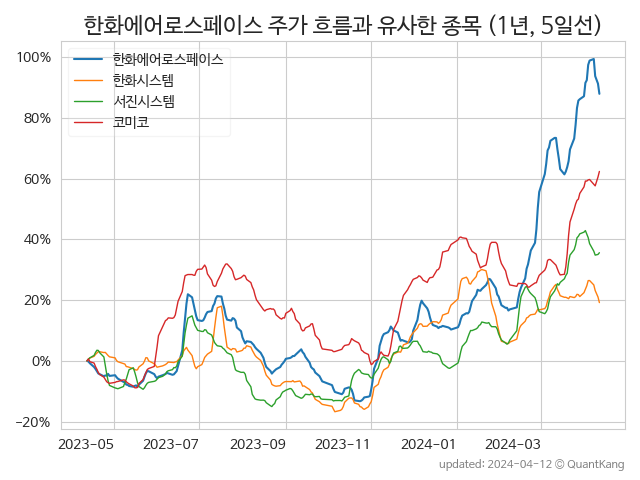 한화에어로스페이스 주가 흐름과 유사한 종목 (1년, 5일선)
한화에어로스페이스
한화시스템
서진시스템
코미코
100%
80%
60%
40%
20%
0%
−20%
2023-05 2023-07 2023-09 2023-11 2024-01 2024-03
updated: 2024-04-12 © QuantKang